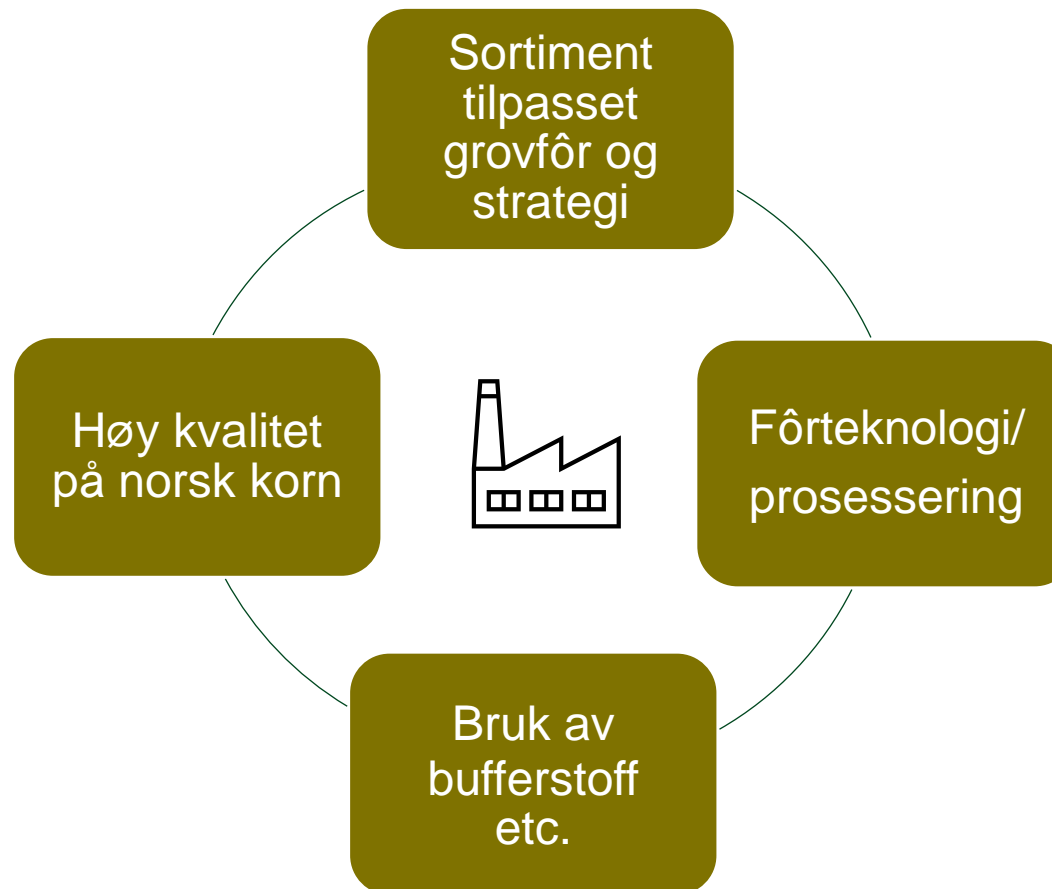 Sortiment
tilpasset
grovfôr og
strategi
Høy kvalitet
på norsk korn
Fôrteknologi/
prosessering
Bruk av
bufferstoff
etc.